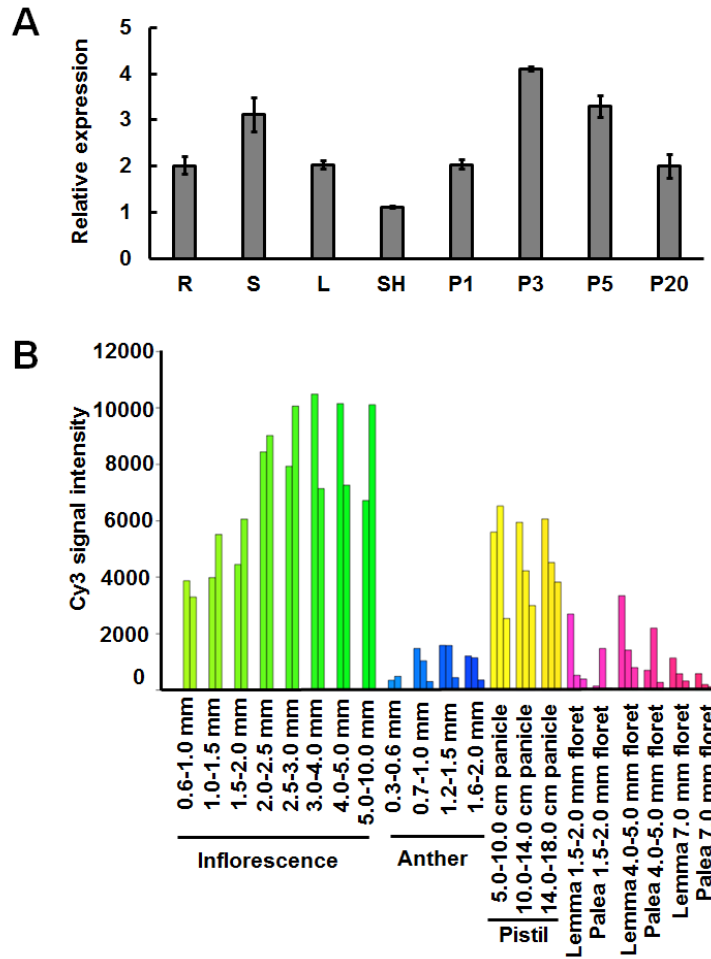 A
Relative expression
5
4
3
2
1
0
R S L SH P1 P3 P5 P20
B
Cy3 signal intensity
12000
10000
8000
6000
4000
2000
0
0.6-1.0 mm
1.0-1.5 mm
1.5-2.0 mm
2.0-2.5 mm
2.5-3.0 mm
3.0-4.0 mm
4.0-5.0 mm
5.0-10.0 mm
0.3-0.6 mm
0.7-1.0 mm
1.2-1.5 mm
1.6-2.0 mm
5.0-10.0 cm panicle
10.0-14.0 cm panicle
14.0-18.0 cm panicle
Lemma 1.5-2.0 mm floret
Palea 1.5-2.0 mm floret
Lemma 4.0-5.0 mm floret
Palea 4.0-5.0 mm floret
Lemma 7.0 mm floret
Palea 7.0 mm floret
Inflorescence
Anther
Pistil